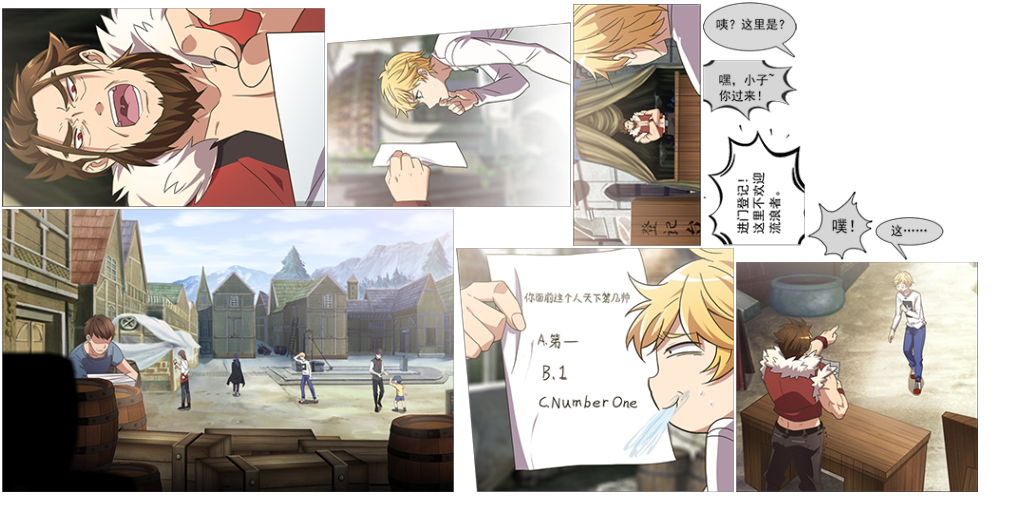 咦？这里是？
嘿，小子~
你过来！
进门登记！
这里不欢迎
流浪者。
登记台
噗！
这……
你面前这个人天下第几帅
A.第一
B.1
C.Number One